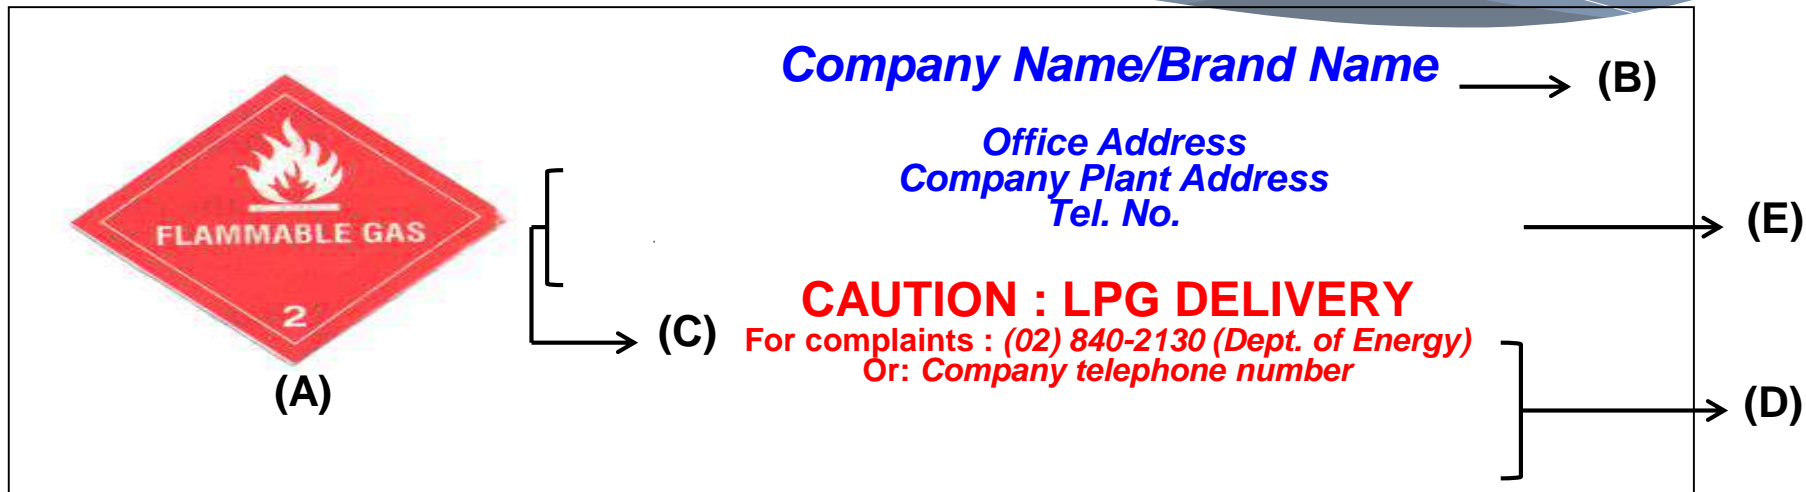 Company Name/Brand Name
(B)
Office Address
Company Plant Address
Tel. No.
(E)
FLAMMABLE GAS
2
(A)
(C)
CAUTION : LPG DELIVERY
For complaints : (02) 840-2130 (Dept. of Energy)
Or: Company telephone number
(D)